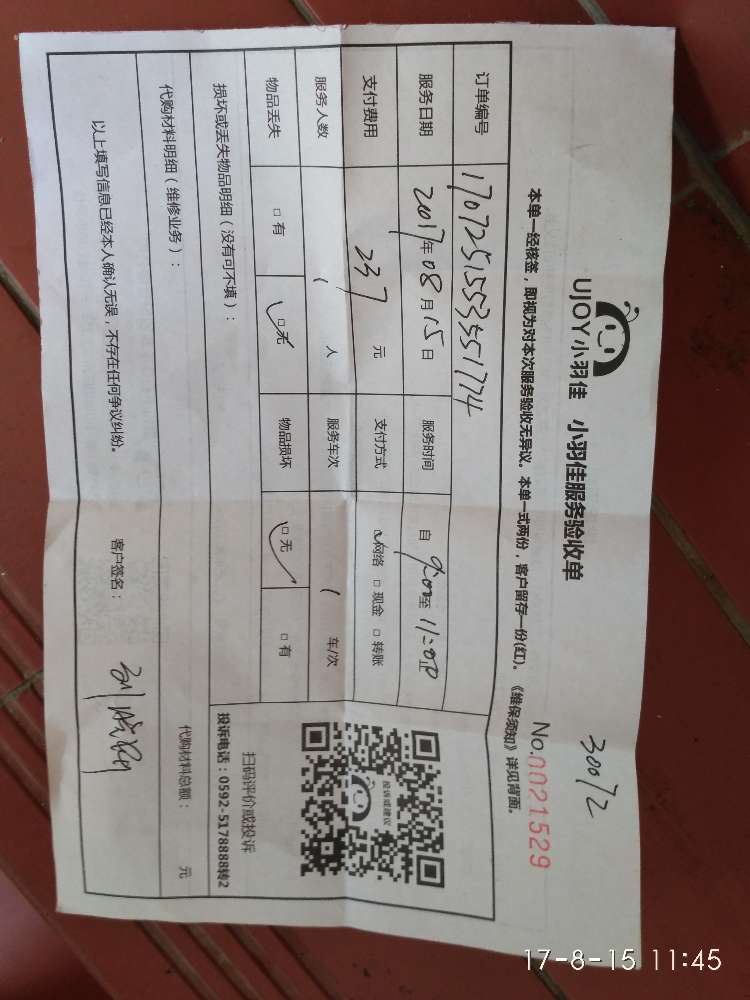 30072
UJOY小羽佳 小羽佳服务验收单
No.0021529
本单一经核签，即视为对本次服务验收无异议。本单一式两份，客户留存一份(红)。《维保须知》详见背面。
订单编号 1707251553551774
服务日期 2017年08月15日 服务时间 自 9:00至11:00
支付费用 237元 支付方式 ☑网络 □现金 □转账
服务人数 1人 服务车次 1车/次
物品丢失 □有 ☑无 物品损坏 ☑无 □有
投诉或建议
扫码评价或投诉
投诉电话：0592-5178888转2
损坏或丢失物品明细（没有可不填）：
代购材料明细（维修业务）： 代购材料总额： 元
以上填写信息已经本人确认无误，不存在任何争议纠纷。 客户签名：
17-8-15 11:45